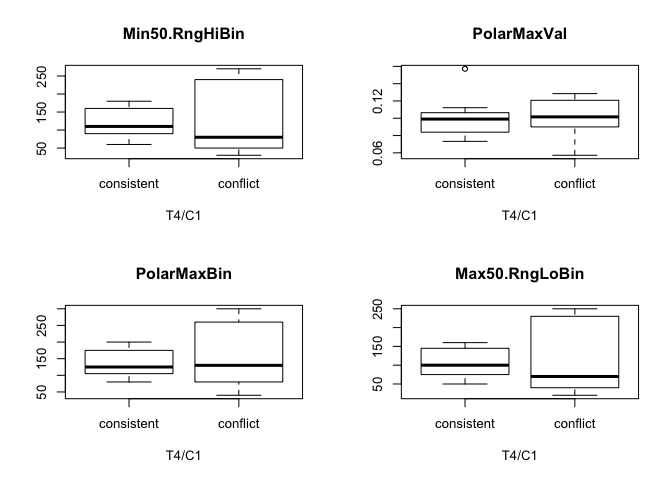 Min50.RngHiBin
250
150
50
consistent
conflict
T4/C1
PolarMaxVal
0.12
0.06
consistent
conflict
T4/C1
PolarMaxBin
250
150
50
consistent
conflict
T4/C1
Max50.RngLoBin
250
150
50
consistent
conflict
T4/C1